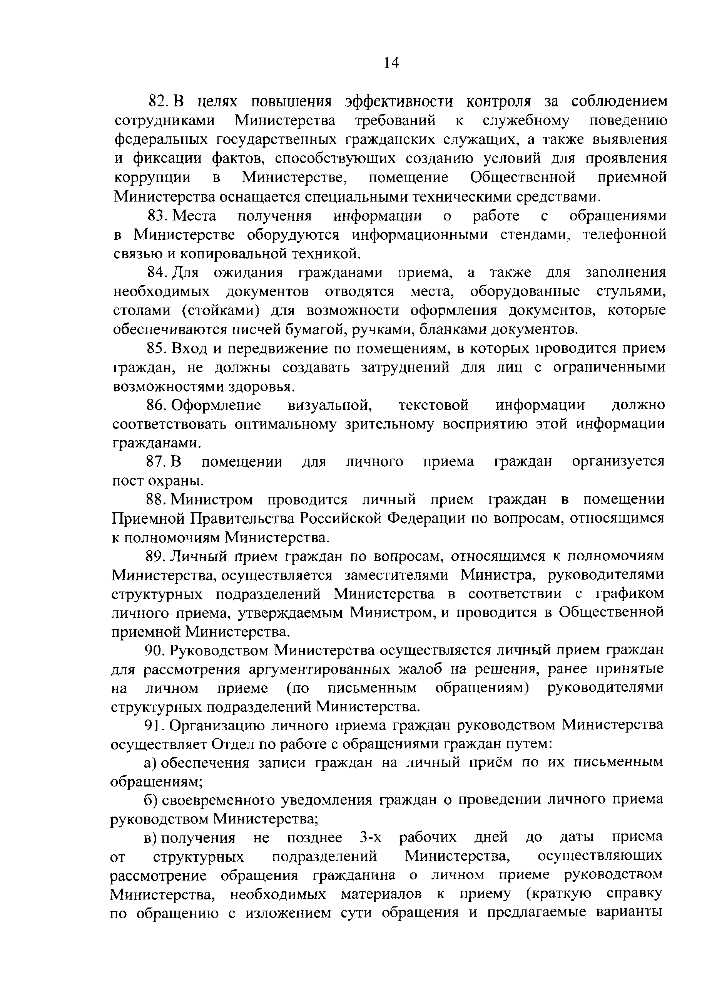 14
82. В целях повышения эффективности контроля за соблюдением
сотрудниками Министерства требований к служебному поведению
федеральных государственных гражданских служащих, а также выявления
и фиксации фактов, способствующих созданию условий для проявления
коррупции в Министерстве, помещение Общественной приемной
Министерства оснащается специальными техническими средствами.
83. Места получения информации о работе с обращениями
в Министерстве оборудуются информационными стендами, телефонной
связью и копировальной техникой.
84. Для ожидания гражданами приема, а также для заполнения
необходимых документов отводятся места, оборудованные стульями,
столами (стойками) для возможности оформления документов, которые
обеспечиваются писчей бумагой, ручками, бланками документов.
85. Вход и передвижение по помещениям, в которых проводится прием
граждан, не должны создавать затруднений для лиц с ограниченными
возможностями здоровья.
86. Оформление визуальной, текстовой информации должно
соответствовать оптимальному зрительному восприятию этой информации
гражданами.
87. В помещении для личного приема граждан организуется
пост охраны.
88. Министром проводится личный прием граждан в помещении
Приемной Правительства Российской Федерации по вопросам, относящимся
к полномочиям Министерства.
89. Личный прием граждан по вопросам, относящимся к полномочиям
Министерства, осуществляется заместителями Министра, руководителями
структурных подразделений Министерства в соответствии с графиком
личного приема, утверждаемым Министром, и проводится в Общественной
приемной Министерства.
90. Руководством Министерства осуществляется личный прием граждан
для рассмотрения аргументированных жалоб на решения, ранее принятые
на личном приеме (по письменным обращениям) руководителями
структурных подразделений Министерства.
91. Организацию личного приема граждан руководством Министерства
осуществляет Отдел по работе с обращениями граждан путем:
а) обеспечения записи граждан на личный приём по их письменным
обращениям;
б) своевременного уведомления граждан о проведении личного приема
руководством Министерства;
в) получения не позднее 3-х рабочих дней до даты приема
от структурных подразделений Министерства, осуществляющих
рассмотрение обращения гражданина о личном приеме руководством
Министерства, необходимых материалов к приему (краткую справку
по обращению с изложением сути обращения и предлагаемые варианты